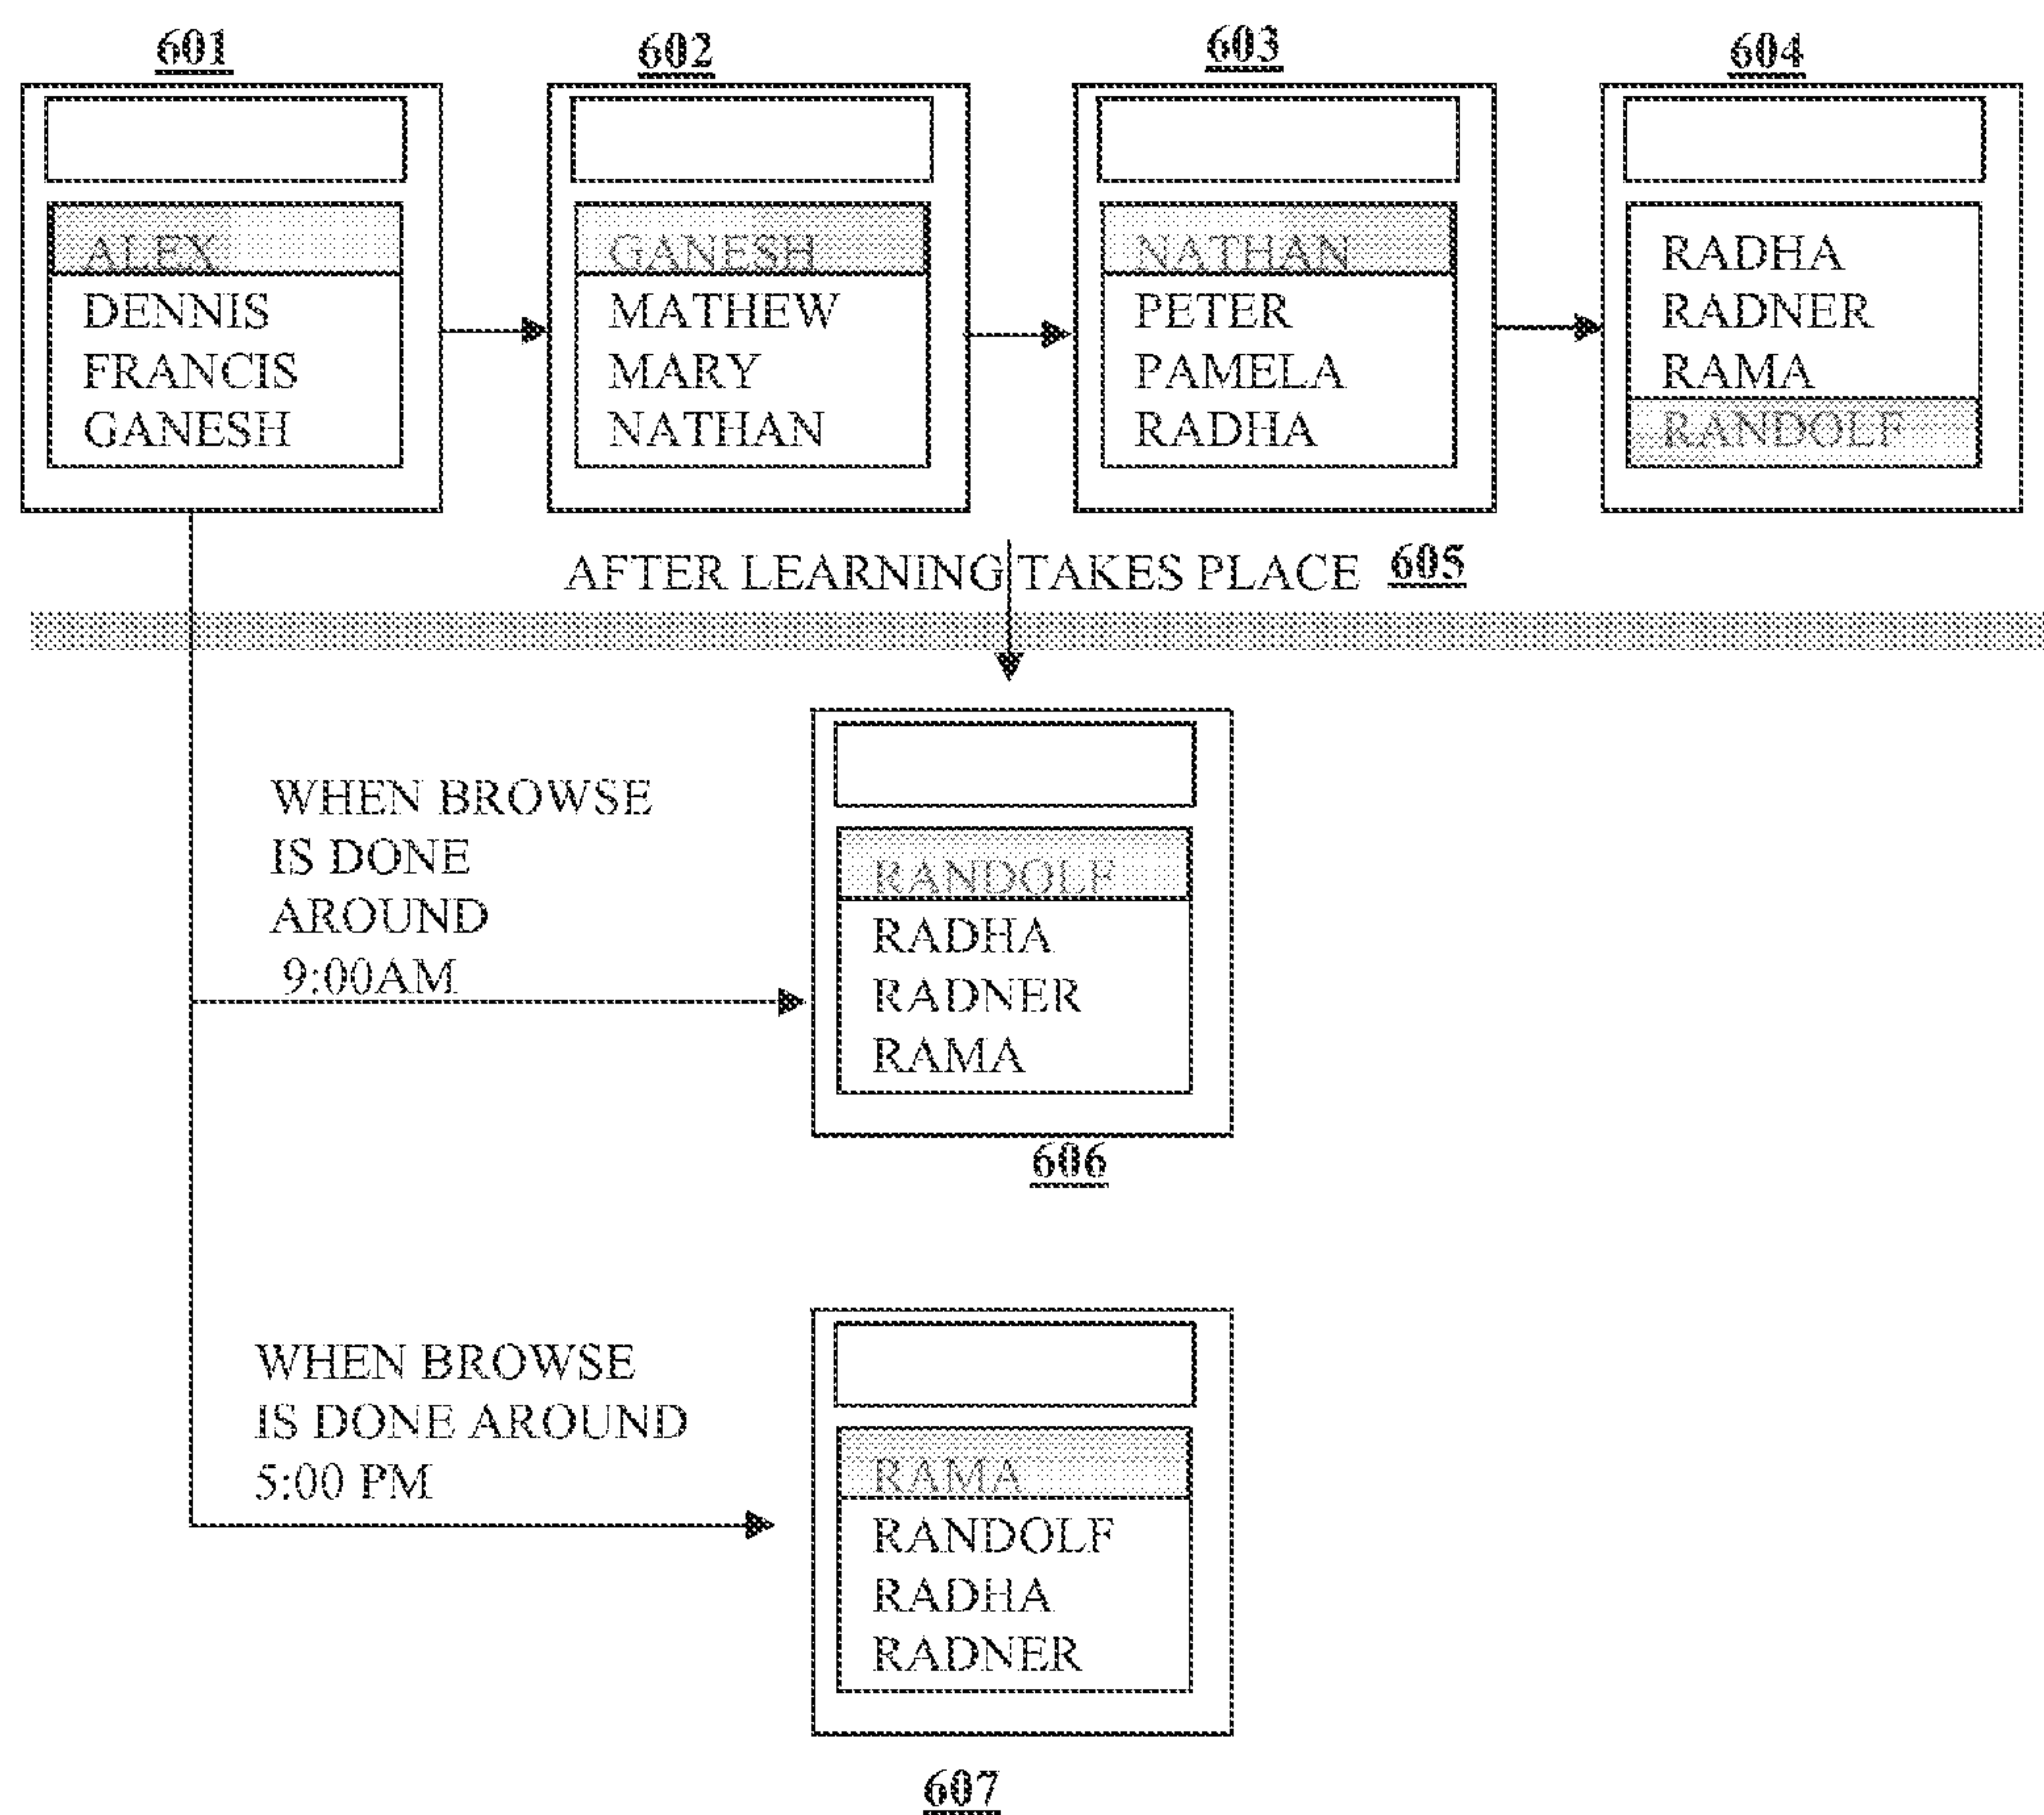 601
ALEX
DENNIS
FRANCIS
GANESH
602
GANESH
MATHEW
MARY
NATHAN
603
NATHAN
PETER
PAMELA
RADHA
604
RADHA
RADNER
RAMA
RANDOLF
AFTER LEARNING TAKES PLACE 605
WHEN BROWSE
IS DONE
AROUND
9:00AM
RANDOLF
RADHA
RADNER
RAMA
606
WHEN BROWSE
IS DONE AROUND
5:00 PM
RAMA
RANDOLF
RADHA
RADNER
607